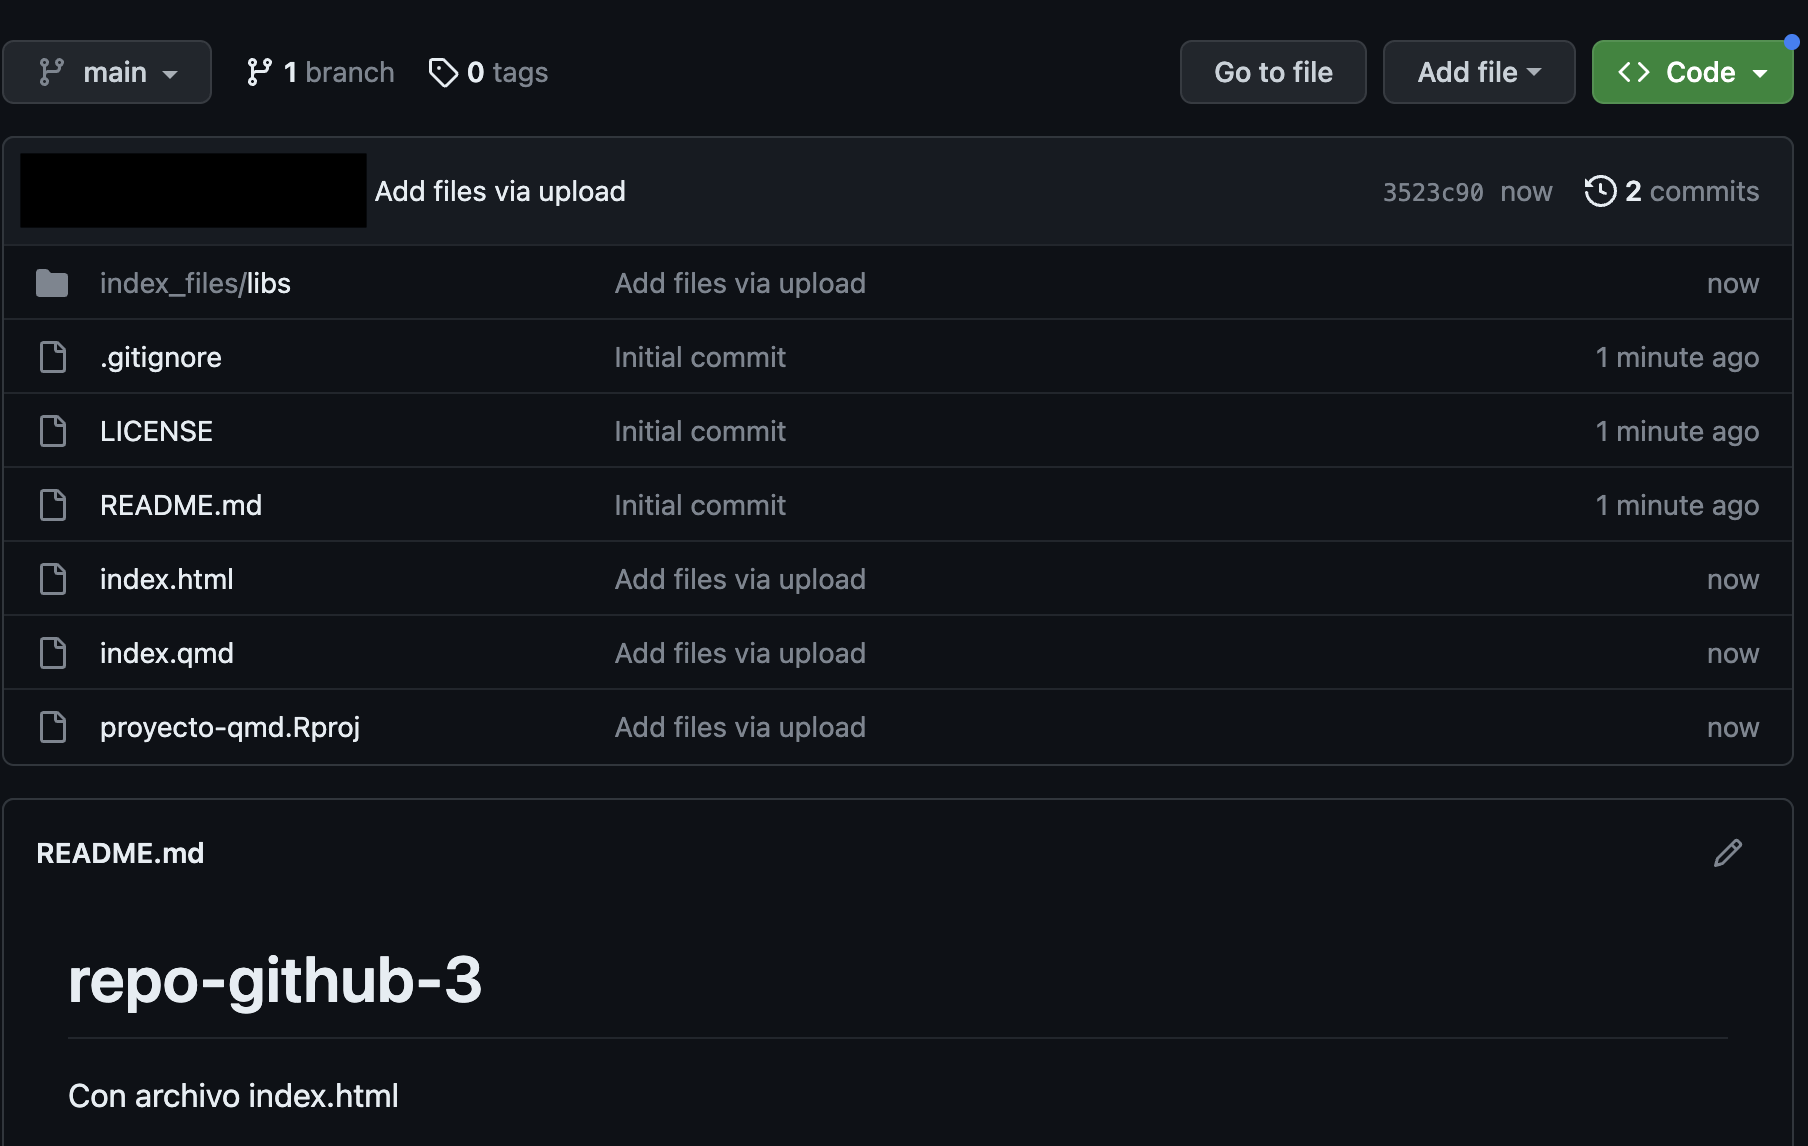 main 1 branch 0 tags Go to file Add file Code
Add files via upload 3523c90 now 2 commits
index_files/libs Add files via upload now
.gitignore Initial commit 1 minute ago
LICENSE Initial commit 1 minute ago
README.md Initial commit 1 minute ago
index.html Add files via upload now
index.qmd Add files via upload now
proyecto-qmd.Rproj Add files via upload now
README.md
repo-github-3
Con archivo index.html